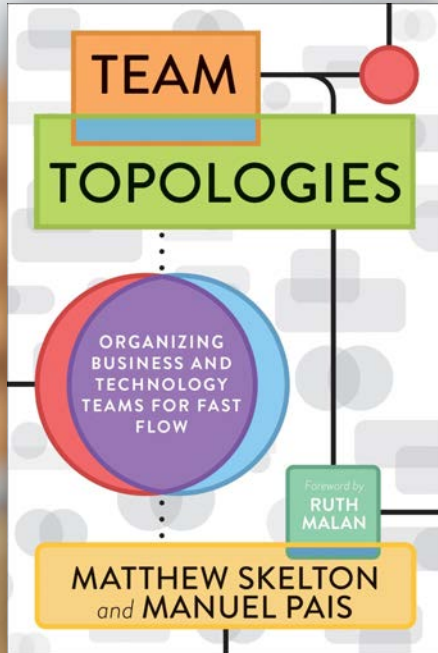 TEAM
TOPOLOGIES
ORGANIZING
BUSINESS AND
TECHNOLOGY
TEAMS FOR FAST
FLOW
Foreword by
RUTH
MALAN
MATTHEW SKELTON
and MANUEL PAIS